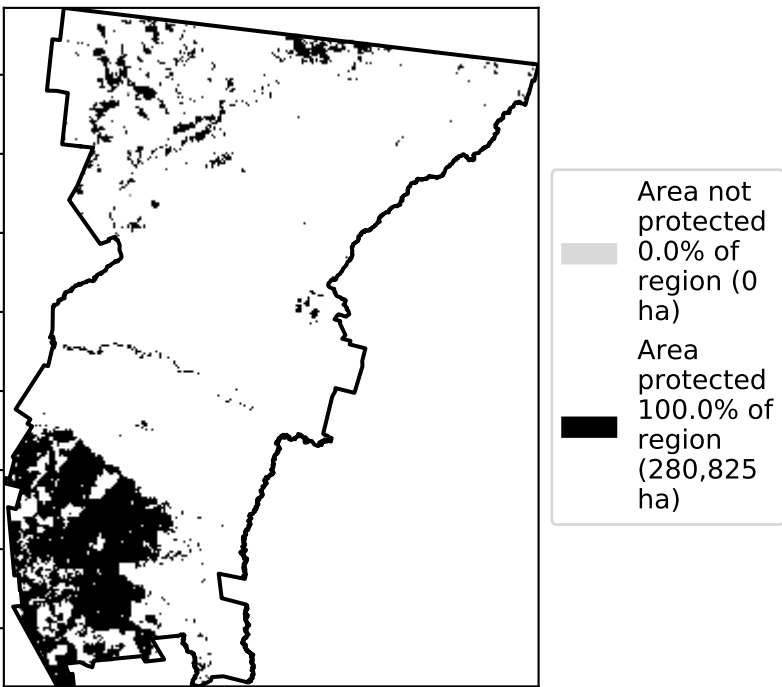 Area not
protected
0.0% of
region (0
ha)
Area
protected
100.0% of
region
(280,825
ha)